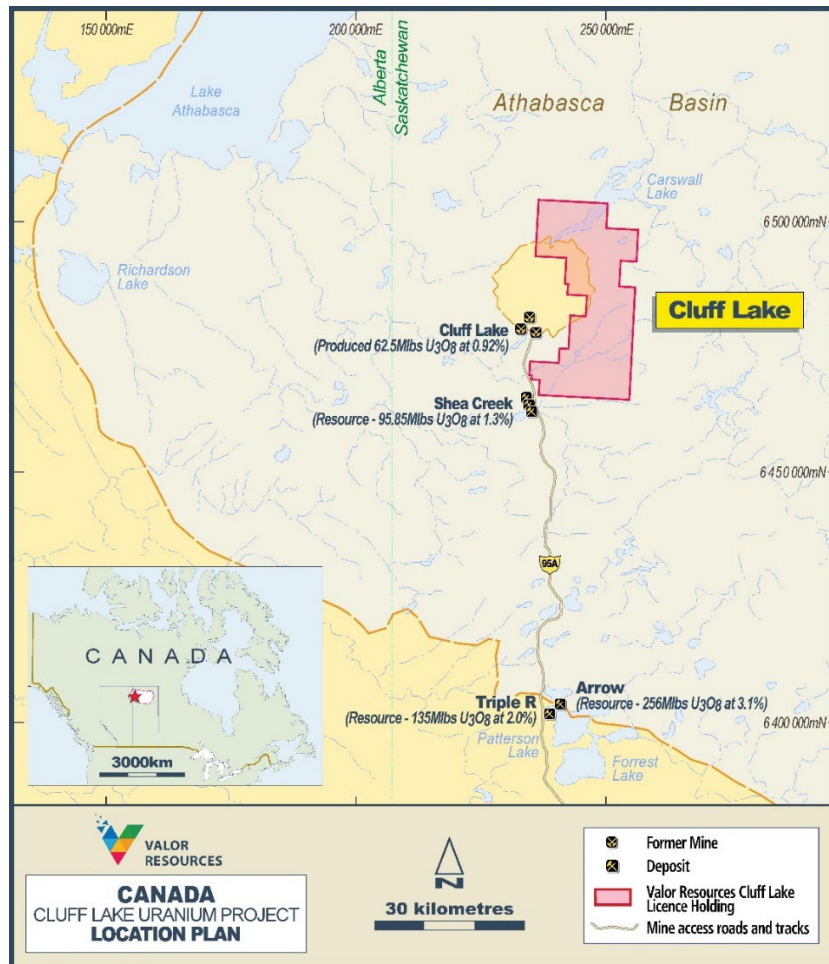 150 000mE
200 000mE
250 000mE
Lake
Athabasca
Alberta
Saskatchewan
Athabasca Basin
Carswall
Lake
6 500 000mN
Richardson
Lake
Cluff Lake
Cluff Lake
(Produced 62.5Mlbs U3O8 at 0.92%)
Shea Creek
(Resource - 95.85Mlbs U3O8 at 1.3%)
6 450 000mN
95A
CANADA
3000km
Arrow
(Resource - 256Mlbs U3O8 at 3.1%)
Triple R
(Resource - 135Mlbs U3O8 at 2.0%)
6 400 000mN
Patterson
Lake
Forrest
Lake
VALOR
RESOURCES
CANADA
CLUFF LAKE URANIUM PROJECT
LOCATION PLAN
N
30 kilometres
Former Mine
Deposit
Valor Resources Cluff Lake
Licence Holding
Mine access roads and tracks